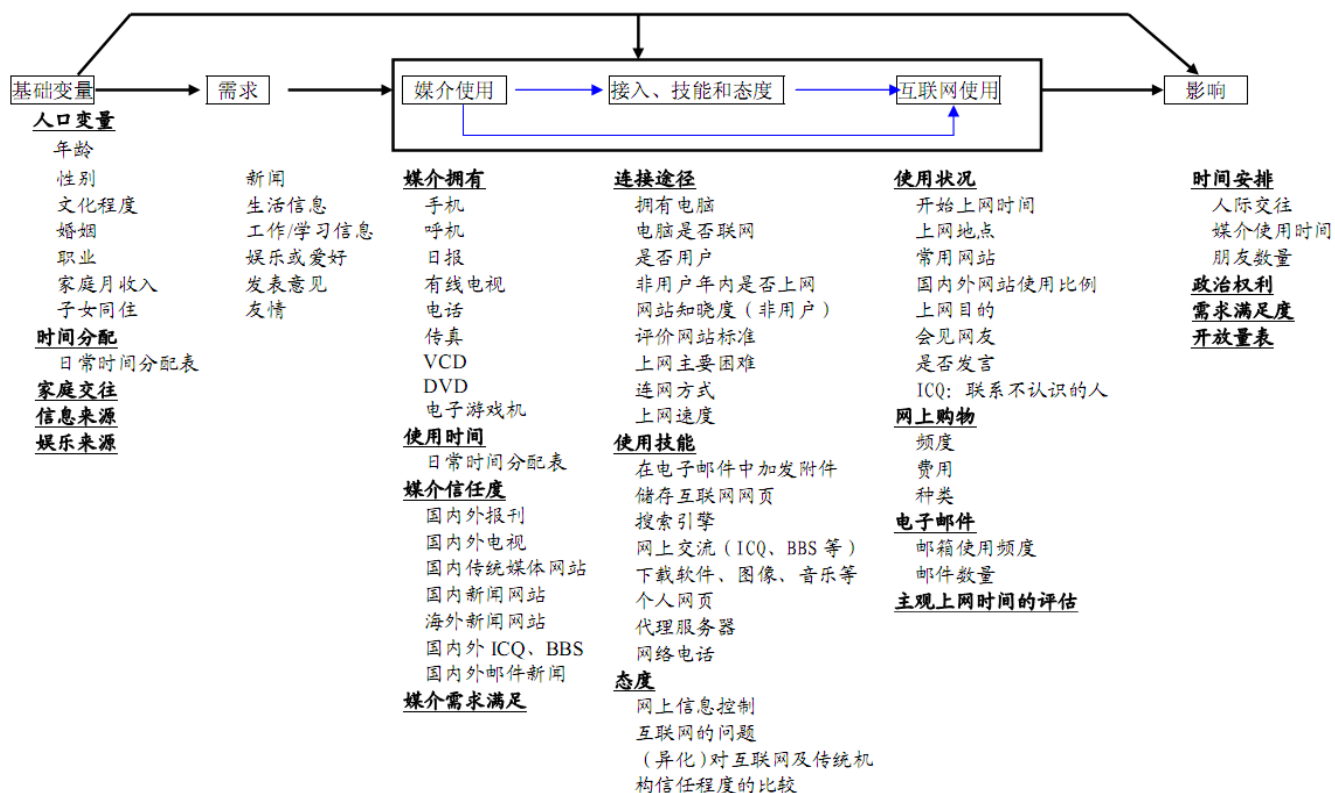 基础变量
需求
媒介使用
接入、技能和态度
互联网使用
影响
人口变量
年龄
性别
文化程度
婚姻
职业
家庭月收入
子女同住
时间分配
日常时间分配表
家庭交往
信息来源
娱乐来源
新闻
生活信息
工作/学习信息
娱乐或爱好
发表意见
友情
媒介拥有
手机
呼机
日报
有线电视
电话
传真
VCD
DVD
电子游戏机
使用时间
日常时间分配表
媒介信任度
国内外报刊
国内外电视
国内传统媒体网站
国内新闻网站
海外新闻网站
国内外 ICQ、BBS
国内外邮件新闻
媒介需求满足
连接途径
拥有电脑
电脑是否联网
是否用户
非用户年内是否上网
网站知晓度（非用户）
评价网站标准
上网主要困难
连网方式
上网速度
使用技能
在电子邮件中加发附件
储存互联网网页
搜索引擎
网上交流（ICQ、BBS 等）
下载软件、图像、音乐等
个人网页
代理服务器
网络电话
态度
网上信息控制
互联网的问题
（异化）对互联网及传统机
构信任程度的比较
使用状况
开始上网时间
上网地点
常用网站
国内外网站使用比例
上网目的
会见网友
是否发言
ICQ: 联系不认识的人
网上购物
频度
费用
种类
电子邮件
邮箱使用频度
邮件数量
主观上网时间的评估
时间安排
人际交往
媒介使用时间
朋友数量
政治权利
需求满足度
开放量表